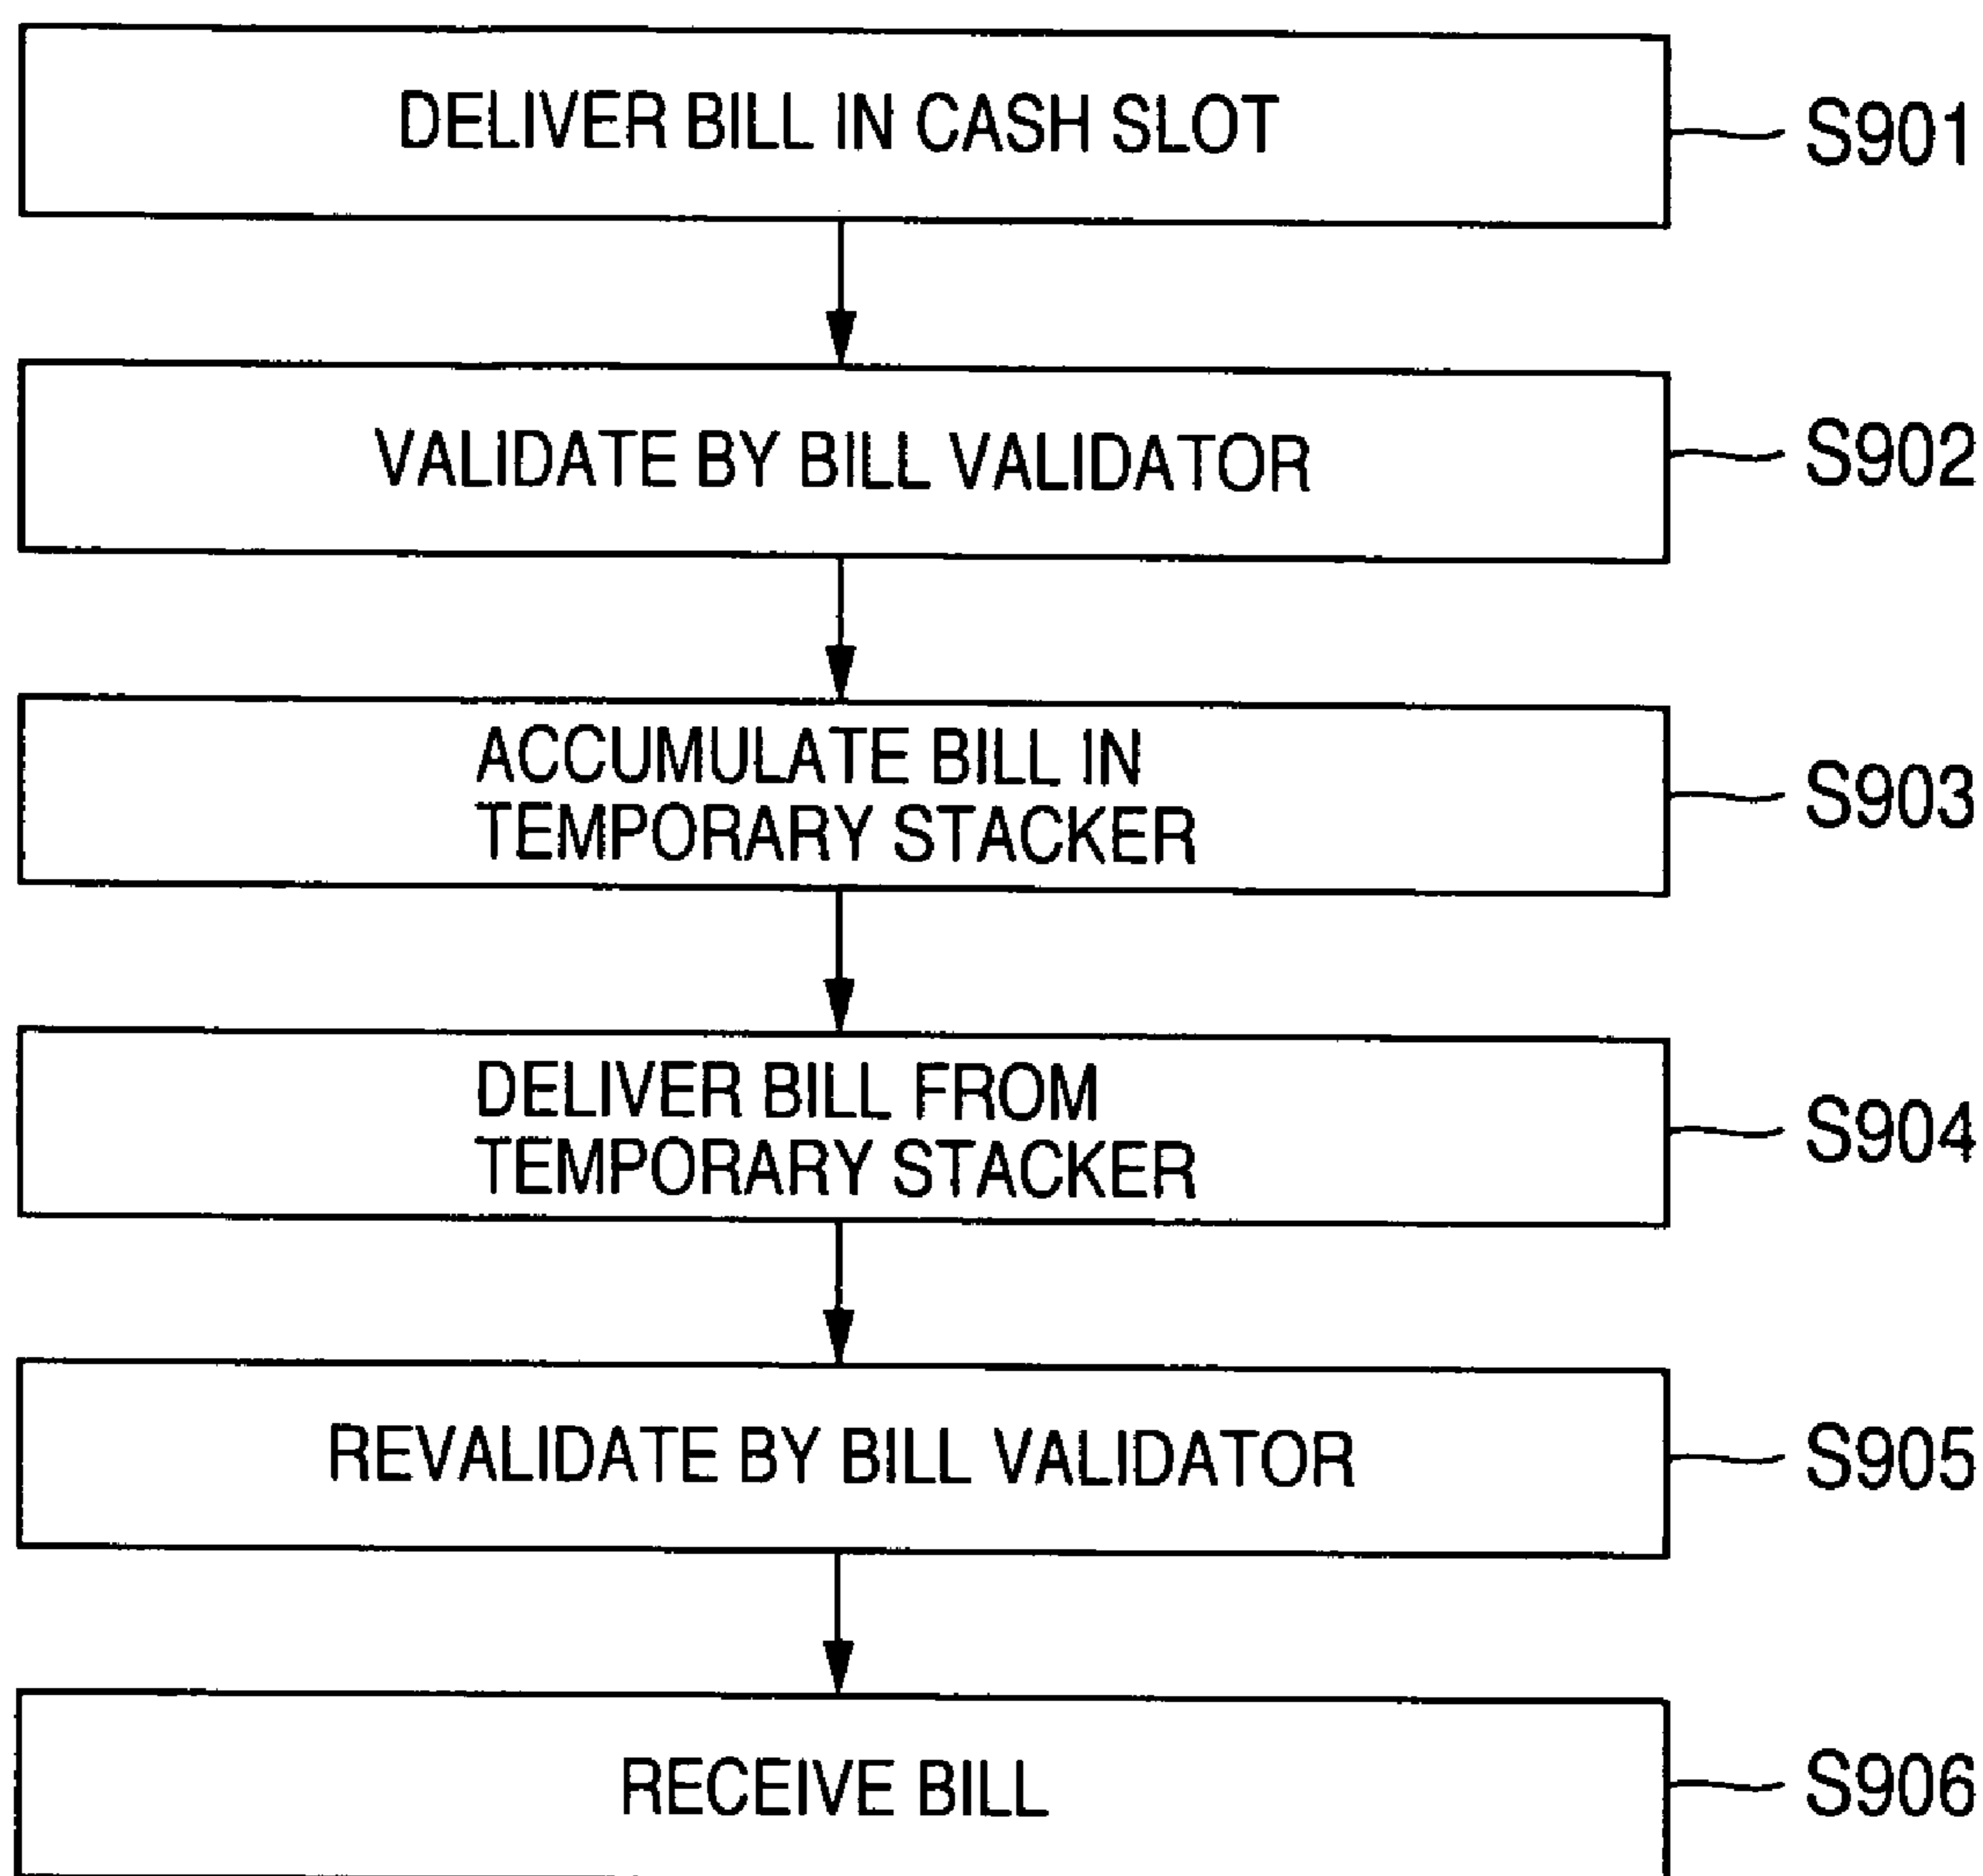 DELIVER BILL IN CASH SLOT
S901
VALIDATE BY BILL VALIDATOR
S902
ACCUMULATE BILL IN
TEMPORARY STACKER
S903
DELIVER BILL FROM
TEMPORARY STACKER
S904
REVALIDATE BY BILL VALIDATOR
S905
RECEIVE BILL
S906